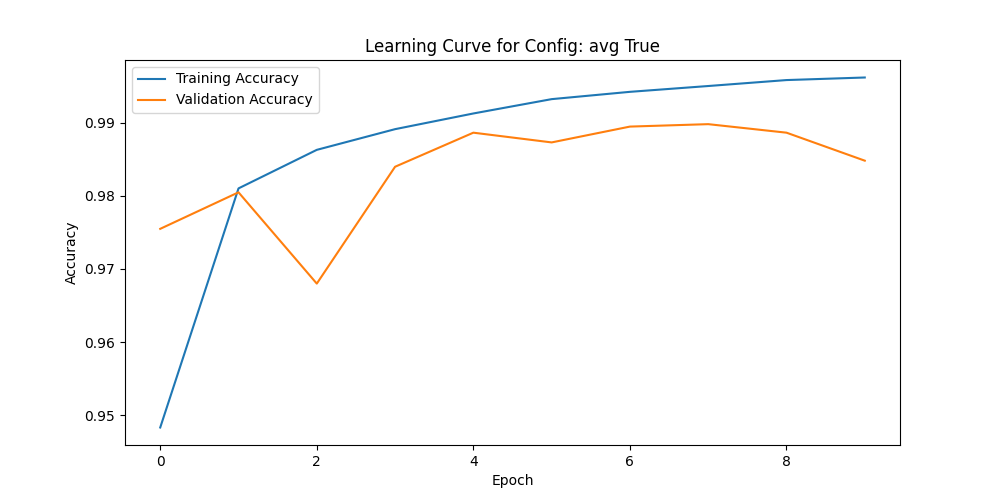 Learning Curve for Config: avg True
Training Accuracy
Validation Accuracy
0.99
0.98
0.97
0.96
0.95
Accuracy
0 2 4 6 8
Epoch